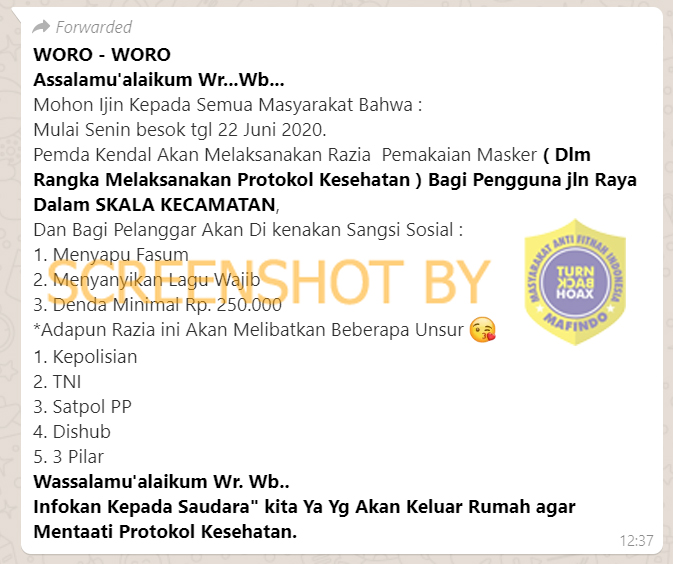 Forwarded
WORO - WORO
Assalamu'alaikum Wr...Wb...
Mohon Ijin Kepada Semua Masyarakat Bahwa :
Mulai Senin besok tgl 22 Juni 2020.
Pemda Kendal Akan Melaksanakan Razia Pemakaian Masker ( Dlm
Rangka Melaksanakan Protokol Kesehatan ) Bagi Pengguna jln Raya
Dalam SKALA KECAMATAN,
Dan Bagi Pelanggar Akan Di kenakan Sangsi Sosial :
1. Menyapu Fasum
2. Menyanyikan Lagu Wajib
3. Denda Minimal Rp. 250.000
*Adapun Razia ini Akan Melibatkan Beberapa Unsur 😘
1. Kepolisian
2. TNI
3. Satpol PP
4. Dishub
5. 3 Pilar
Wassalamu'alaikum Wr. Wb..
Infokan Kepada Saudara" kita Ya Yg Akan Keluar Rumah agar
Mentaati Protokol Kesehatan.
12:37
SCREENSHOT BY
MASYARAKAT ANTI FITNAH INDONESIA
TURN
BACK
HOAX
MAFINDO